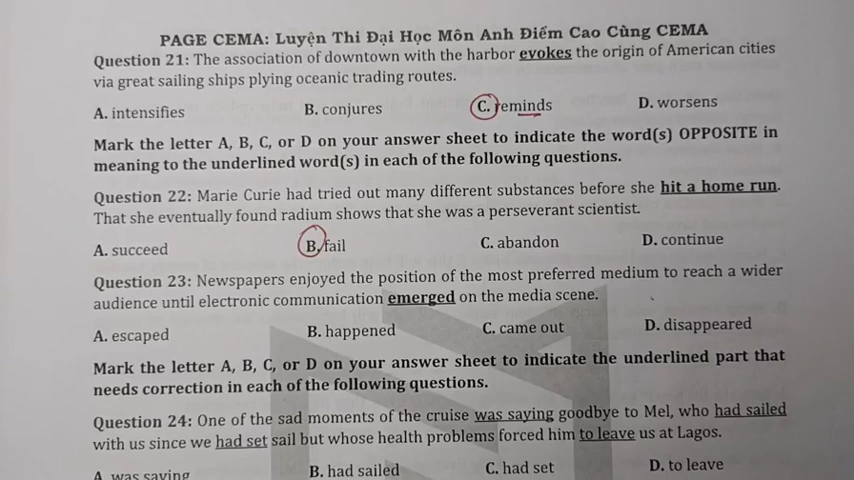 PAGE CEMA: Luyện Thi Đại Học Môn Anh Điểm Cao Cùng CEMA
Question 21: The association of downtown with the harbor evokes the origin of American cities
via great sailing ships plying oceanic trading routes.
A. intensifies B. conjures C. reminds D. worsens
Mark the letter A, B, C, or D on your answer sheet to indicate the word(s) OPPOSITE in
meaning to the underlined word(s) in each of the following questions.
Question 22: Marie Curie had tried out many different substances before she hit a home run.
That she eventually found radium shows that she was a perseverant scientist.
A. succeed B. fail C. abandon D. continue
Question 23: Newspapers enjoyed the position of the most preferred medium to reach a wider
audience until electronic communication emerged on the media scene.
A. escaped B. happened C. came out D. disappeared
Mark the letter A, B, C, or D on your answer sheet to indicate the underlined part that
needs correction in each of the following questions.
Question 24: One of the sad moments of the cruise was saying goodbye to Mel, who had sailed
with us since we had set sail but whose health problems forced him to leave us at Lagos.
A. was saying B. had sailed C. had set D. to leave